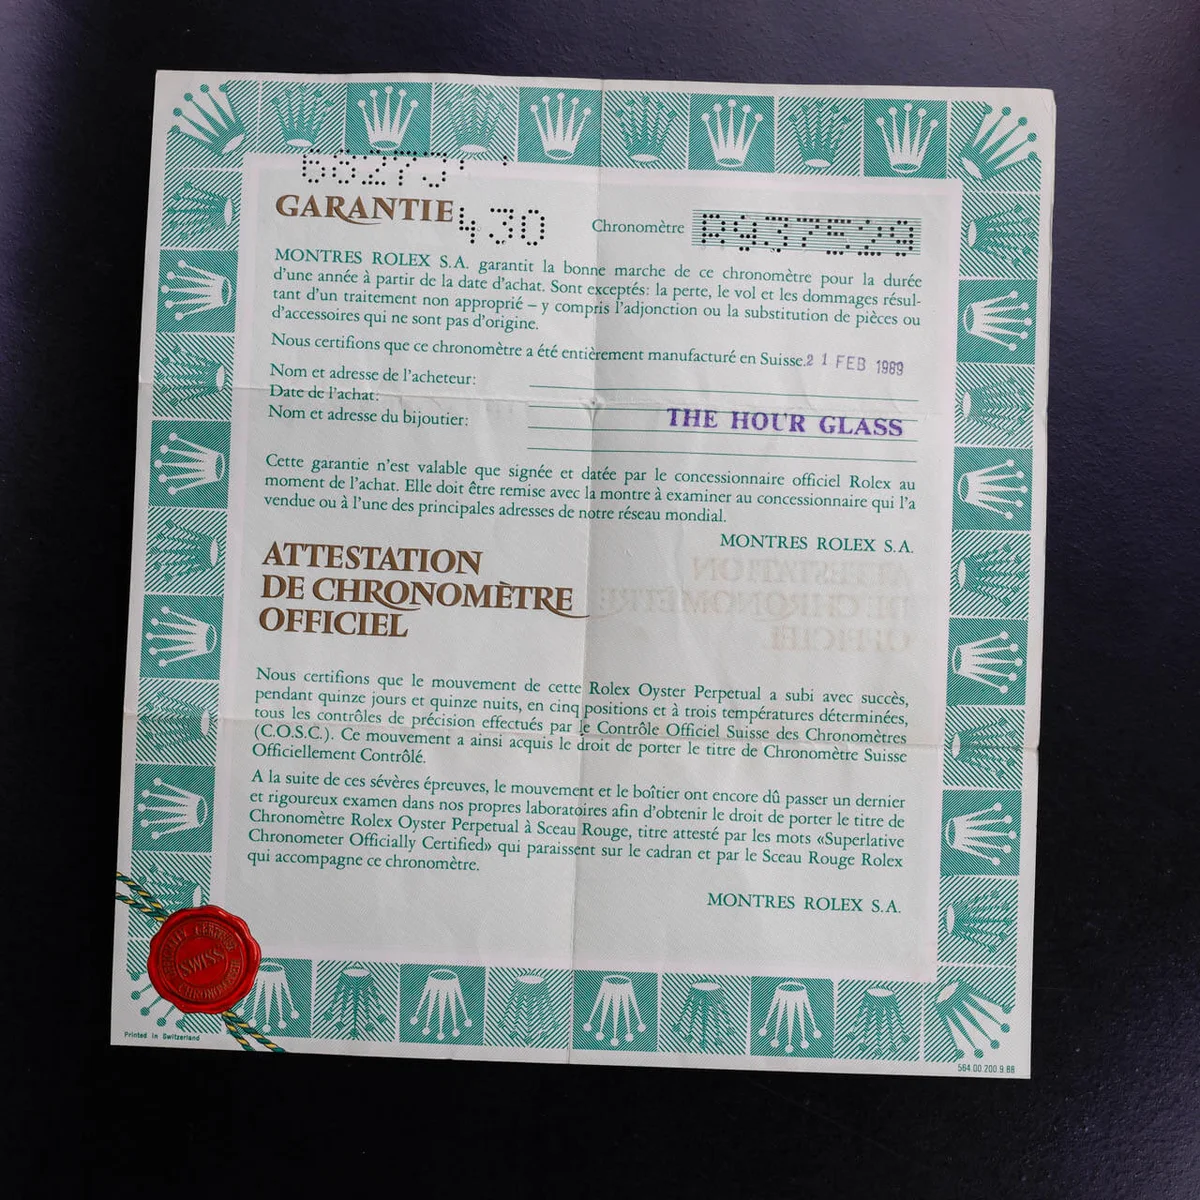 68273
GARANTIE 430 Chronomètre R937529
MONTRES ROLEX S.A. garantit la bonne marche de ce chronomètre pour la durée
d'une année à partir de la date d'achat. Sont exceptés: la perte, le vol et les dommages résul-
tant d'un traitement non approprié – y compris l'adjonction ou la substitution de pièces ou
d'accessoires qui ne sont pas d'origine.
Nous certifions que ce chronomètre a été entièrement manufacturé en Suisse. 21 FEB 1989
Nom et adresse de l'acheteur:
Date de l'achat:
Nom et adresse du bijoutier: THE HOUR GLASS
Cette garantie n'est valable que signée et datée par le concessionnaire officiel Rolex au
moment de l'achat. Elle doit être remise avec la montre à examiner au concessionnaire qui l'a
vendue ou à l'une des principales adresses de notre réseau mondial.
MONTRES ROLEX S.A.
ATTESTATION
DE CHRONOMÈTRE
OFFICIEL
Nous certifions que le mouvement de cette Rolex Oyster Perpetual a subi avec succès,
pendant quinze jours et quinze nuits, en cinq positions et à trois températures déterminées,
tous les contrôles de précision effectués par le Contrôle Officiel Suisse des Chronomètres
(C.O.S.C.). Ce mouvement a ainsi acquis le droit de porter le titre de Chronomètre Suisse
Officiellement Contrôlé.
A la suite de ces sévères épreuves, le mouvement et le boîtier ont encore dû passer un dernier
et rigoureux examen dans nos propres laboratoires afin d'obtenir le droit de porter le titre de
Chronomètre Rolex Oyster Perpetual à Sceau Rouge, titre attesté par les mots «Superlative
Chronometer Officially Certified» qui paraissent sur le cadran et par le Sceau Rouge Rolex
qui accompagne ce chronomètre.
MONTRES ROLEX S.A.
OFFICIALLY CERTIFIED
SWISS
CHRONOMETER
Printed in Switzerland
564.00.200.9.88